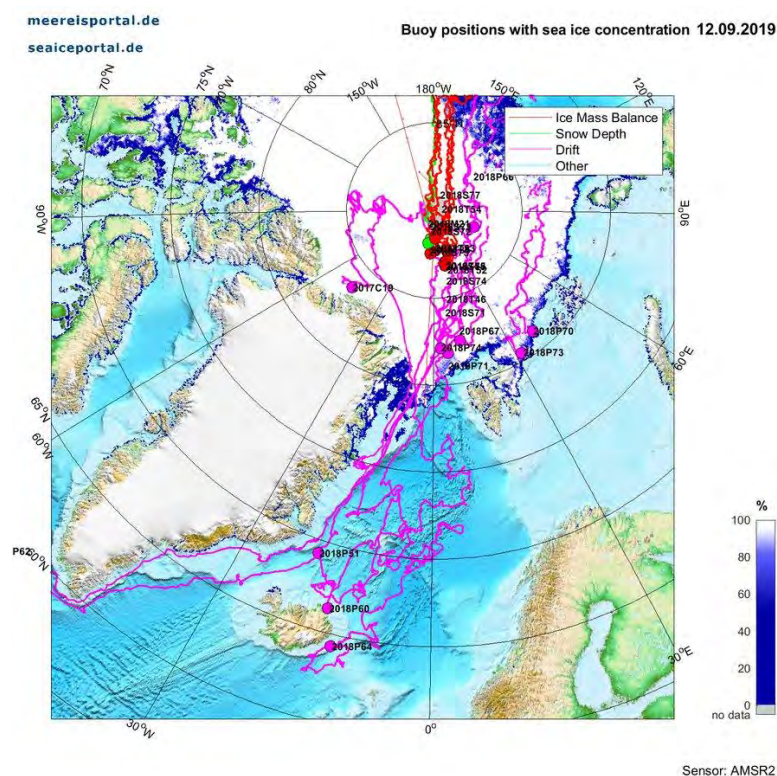 meereisportal.de
seaiceportal.de
Buoy positions with sea ice concentration 12.09.2019
70°N
75°N
80°N
150°W
180°W
150°E
120°E
Ice Mass Balance
Snow Depth
Drift
Other
2018P66
2018S77
2018T54
90°W
90°E
2018S74
2017C19
2018T46
2018S71
2018P67
2018P70
2018P74
2018P73
2018P71
60°E
65°N
60°W
%
100
80
60
40
20
0
no data
2018P51
2018P60
2018P64
30°E
30°W
0°
Sensor: AMSR2